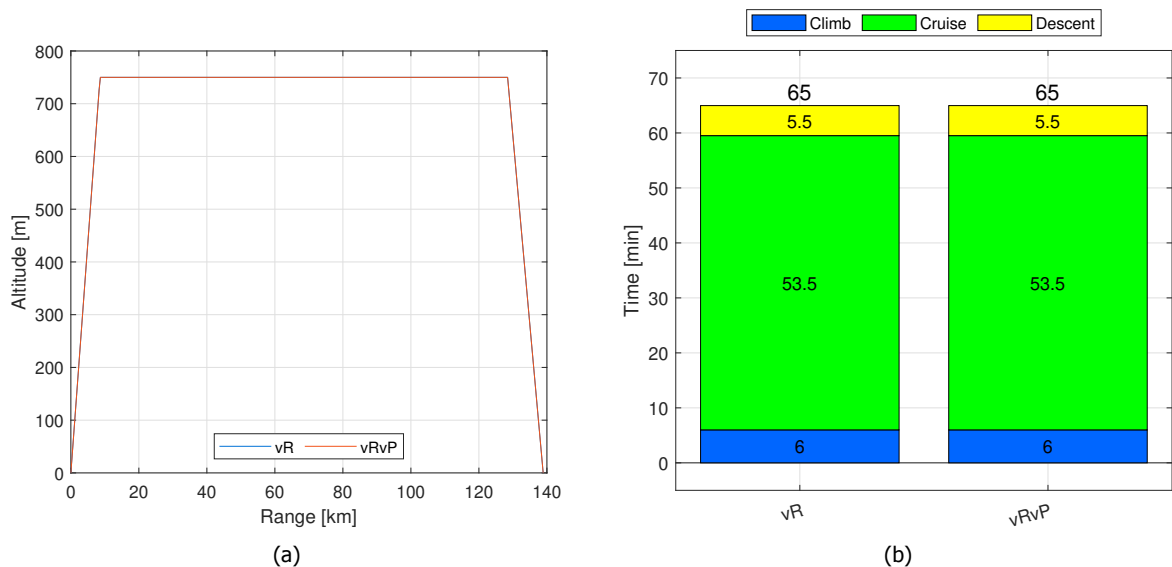 800
700
600
500
400
300
200
100
0
Altitude [m]
vR vRvP
0 20 40 60 80 100 120 140
Range [km]
(a)
Climb Cruise Descent
70
60
50
40
30
20
10
0
Time [min]
65 65
5.5 5.5
53.5 53.5
6 6
vR vRvP
(b)